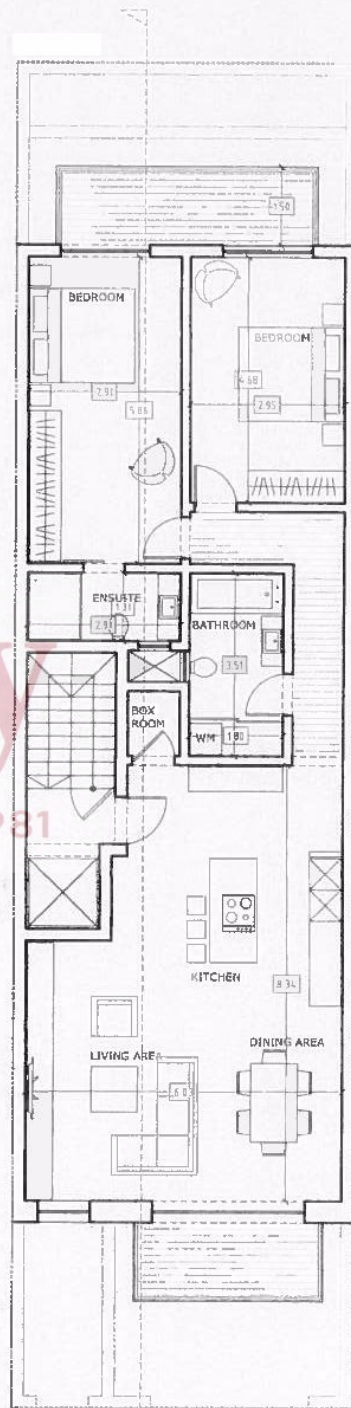 1.50
BEDROOM
BEDROOM
2.91
5.86
4.68
2.95
ENSUITE
1.31
2.91
BATHROOM
3.51
BOX
ROOM
WM
1.80
y
281
KITCHEN
8.34
LIVING AREA
DINING AREA